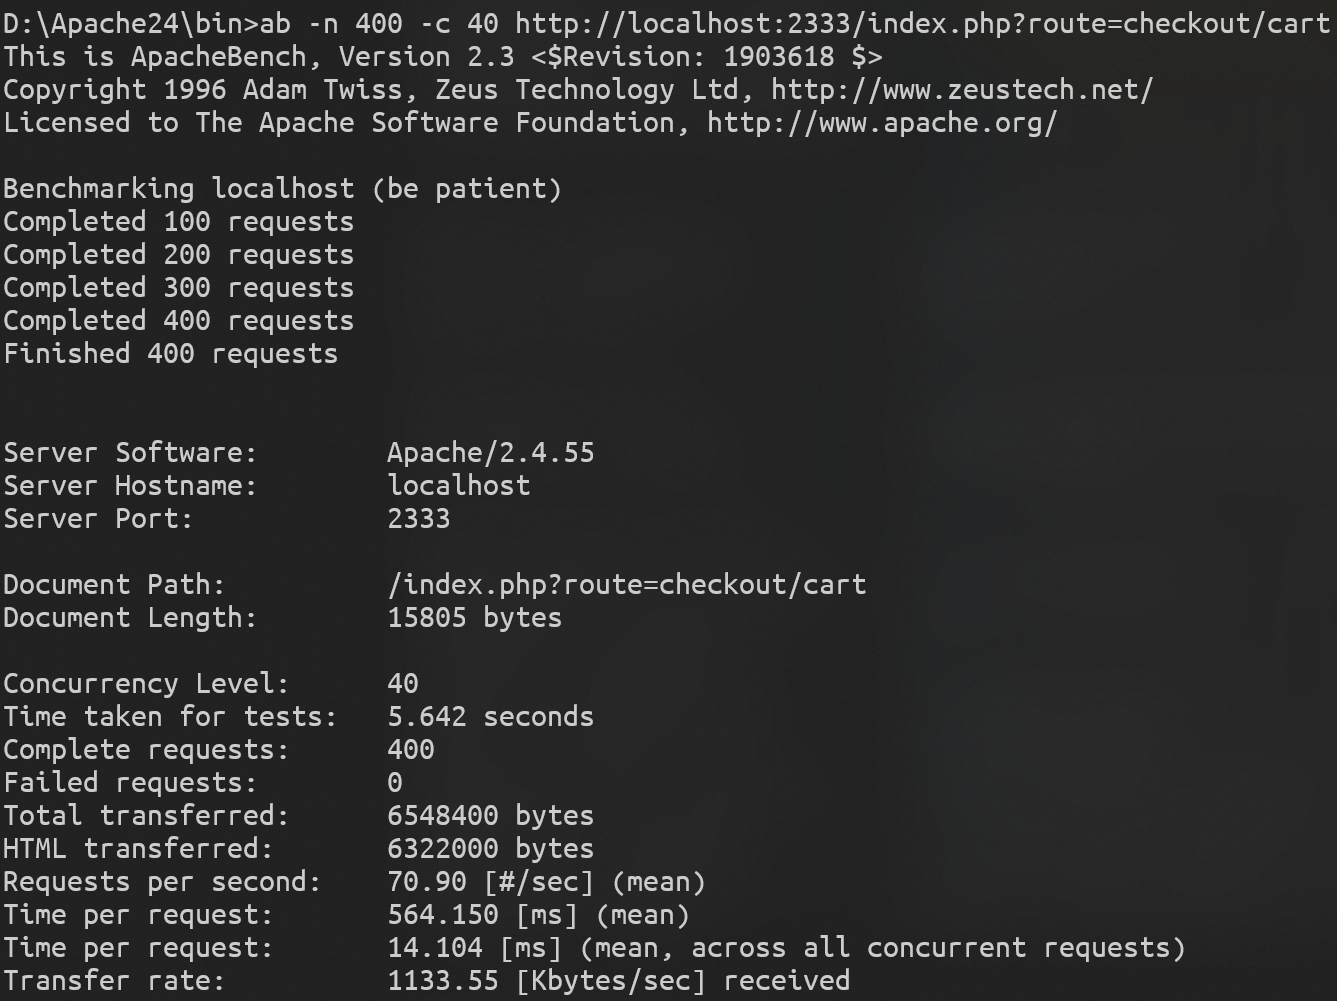 D:\Apache24\bin>ab -n 400 -c 40 http://localhost:2333/index.php?route=checkout/cart
This is ApacheBench, Version 2.3 <$Revision: 1903618 $>
Copyright 1996 Adam Twiss, Zeus Technology Ltd, http://www.zeustech.net/
Licensed to The Apache Software Foundation, http://www.apache.org/

Benchmarking localhost (be patient)
Completed 100 requests
Completed 200 requests
Completed 300 requests
Completed 400 requests
Finished 400 requests


Server Software:        Apache/2.4.55
Server Hostname:        localhost
Server Port:            2333

Document Path:          /index.php?route=checkout/cart
Document Length:        15805 bytes

Concurrency Level:      40
Time taken for tests:   5.642 seconds
Complete requests:      400
Failed requests:        0
Total transferred:      6548400 bytes
HTML transferred:       6322000 bytes
Requests per second:    70.90 [#/sec] (mean)
Time per request:       564.150 [ms] (mean)
Time per request:       14.104 [ms] (mean, across all concurrent requests)
Transfer rate:          1133.55 [Kbytes/sec] received